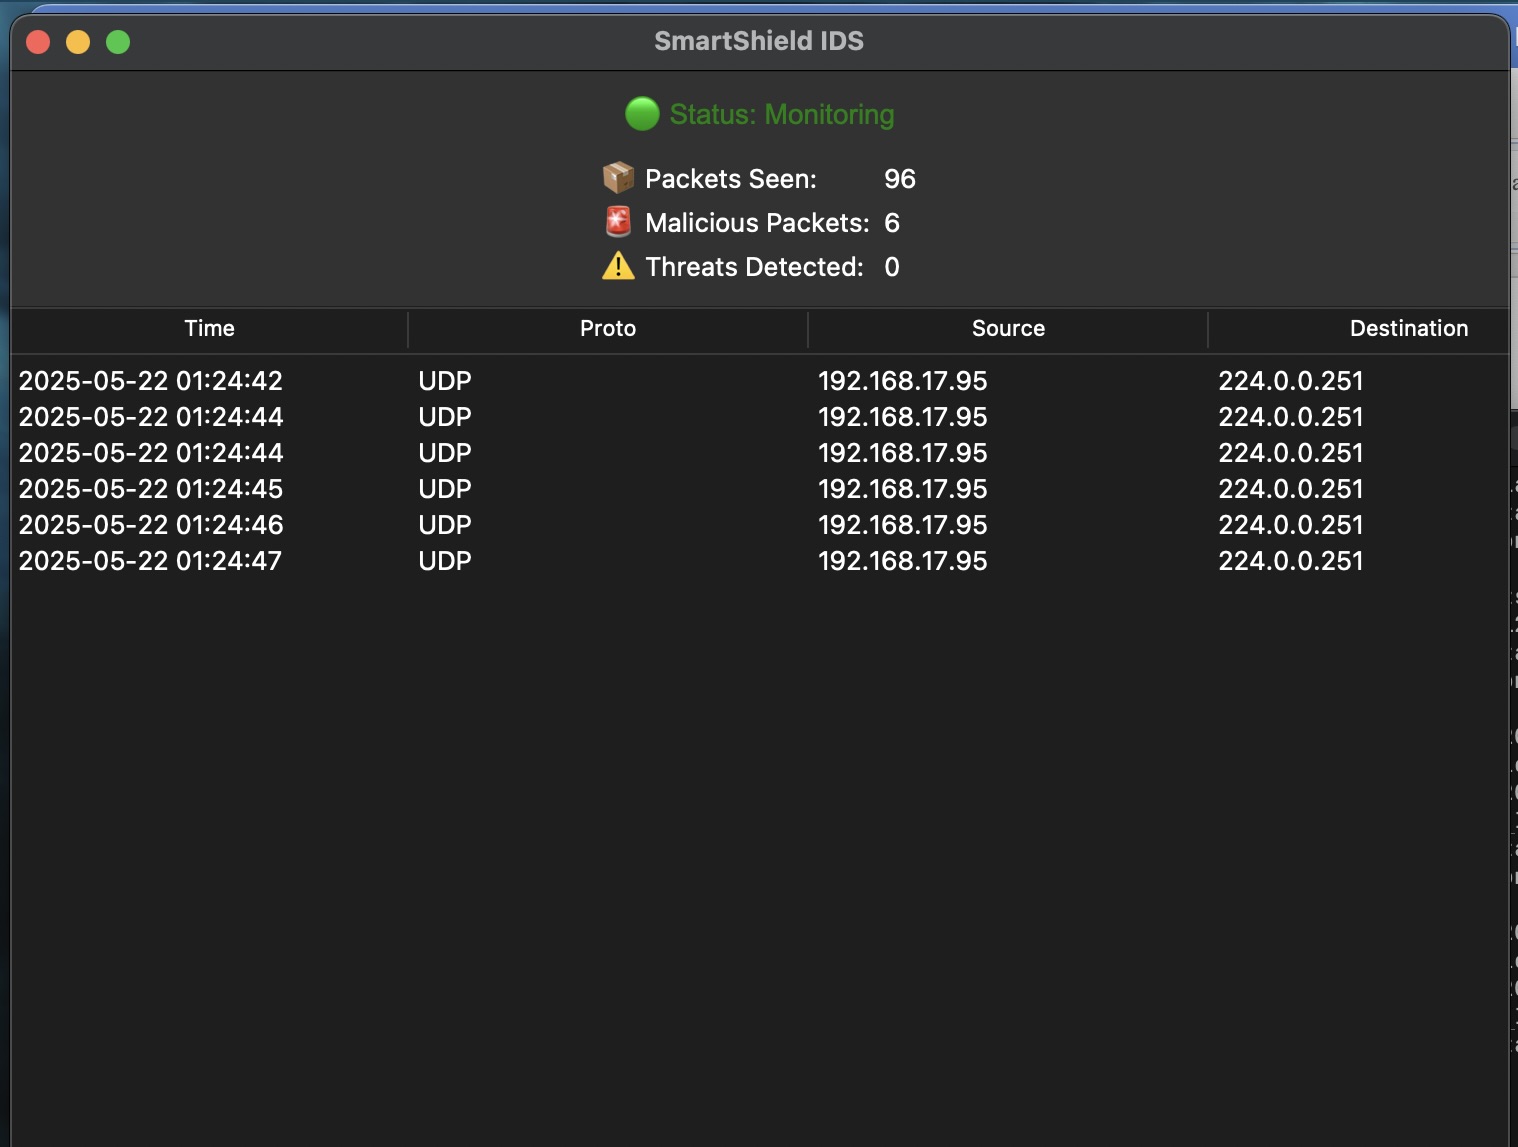 SmartShield IDS
Status: Monitoring
Packets Seen: 96
Malicious Packets: 6
Threats Detected: 0
Time Proto Source Destination
2025-05-22 01:24:42 UDP 192.168.17.95 224.0.0.251
2025-05-22 01:24:44 UDP 192.168.17.95 224.0.0.251
2025-05-22 01:24:44 UDP 192.168.17.95 224.0.0.251
2025-05-22 01:24:45 UDP 192.168.17.95 224.0.0.251
2025-05-22 01:24:46 UDP 192.168.17.95 224.0.0.251
2025-05-22 01:24:47 UDP 192.168.17.95 224.0.0.251